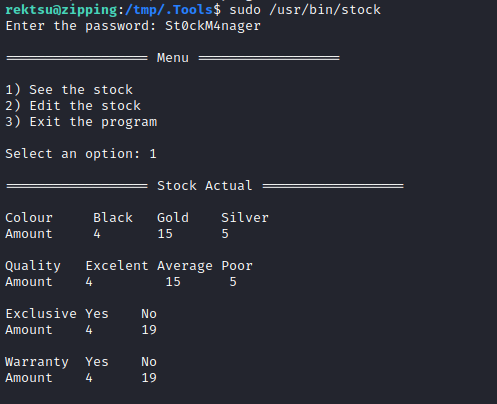 rektsu@zipping:/tmp/.Tools$ sudo /usr/bin/stock
Enter the password: St0ckM4nager
================== Menu ==================
1) See the stock
2) Edit the stock
3) Exit the program
Select an option: 1
================== Stock Actual ==================
Colour Black Gold Silver
Amount 4 15 5
Quality Excelent Average Poor
Amount 4 15 5
Exclusive Yes No
Amount 4 19
Warranty Yes No
Amount 4 19